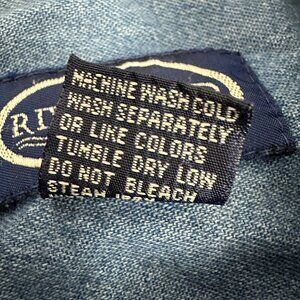 MACHINE WASH COLD
WASH SEPARATELY
OR LIKE COLORS
TUMBLE DRY LOW
DO NOT BLEACH
STEAM